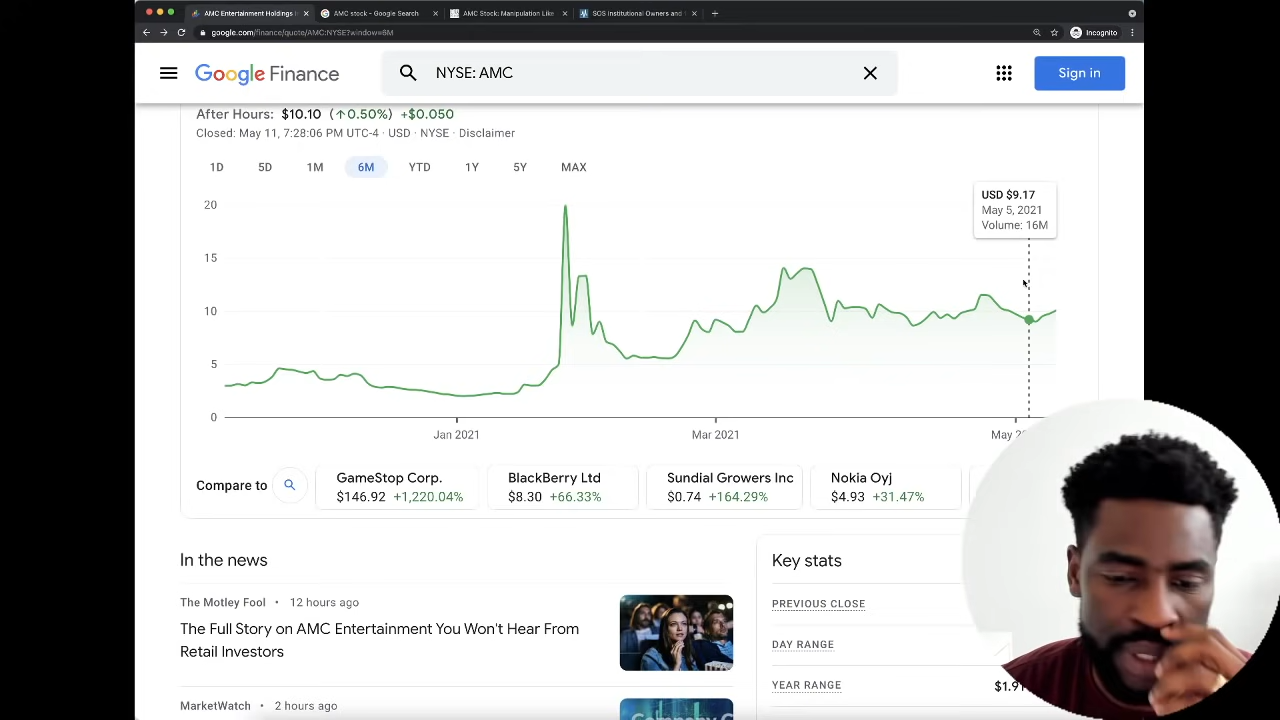 AMC Entertainment Holdings
AMC stock - Google Search
AMC Stock: Manipulation Like
SOS Institutional Owners and
google.com/finance/quote/AMC:NYSE?window=6M
Incognito
Google Finance
NYSE: AMC
Sign in
After Hours: $10.10 (↑0.50%) +$0.050
Closed: May 11, 7:28:06 PM UTC-4 · USD · NYSE · Disclaimer
1D 5D 1M 6M YTD 1Y 5Y MAX
USD $9.17
May 5, 2021
Volume: 16M
20
15
10
5
0
Jan 2021 Mar 2021 May 2
Compare to
GameStop Corp.
$146.92 +1,220.04%
BlackBerry Ltd
$8.30 +66.33%
Sundial Growers Inc
$0.74 +164.29%
Nokia Oyj
$4.93 +31.47%
In the news
The Motley Fool • 12 hours ago
The Full Story on AMC Entertainment You Won't Hear From
Retail Investors
MarketWatch • 2 hours ago
Key stats
PREVIOUS CLOSE
DAY RANGE
YEAR RANGE
$1.91